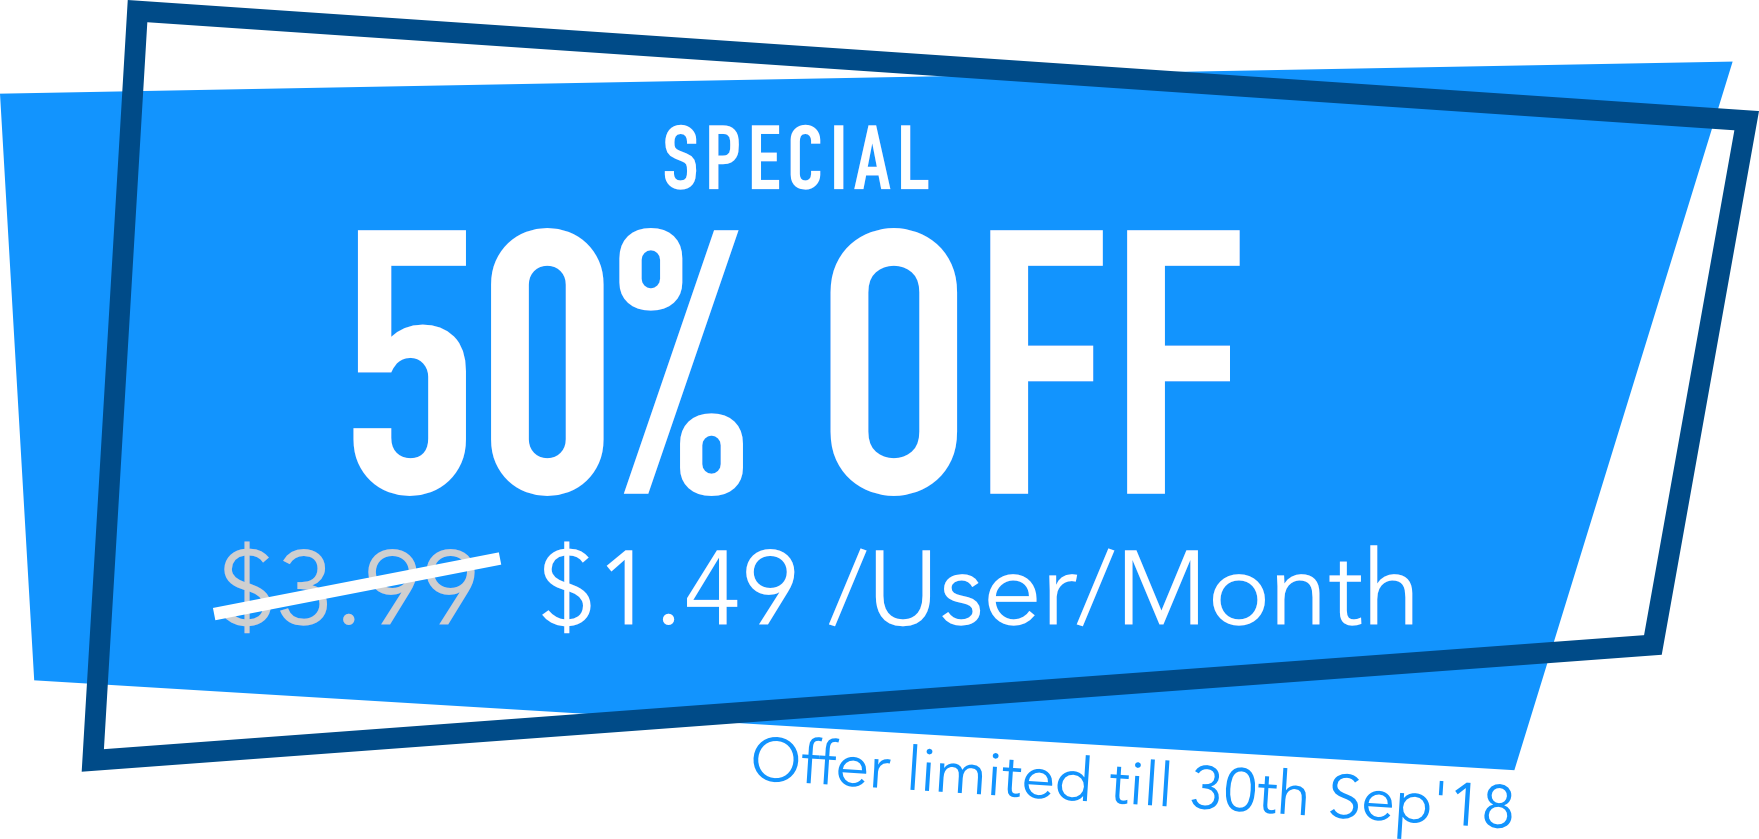 SPECIAL
50% OFF
$3.99 $1.49 /User/Month
Offer limited till 30th Sep'18